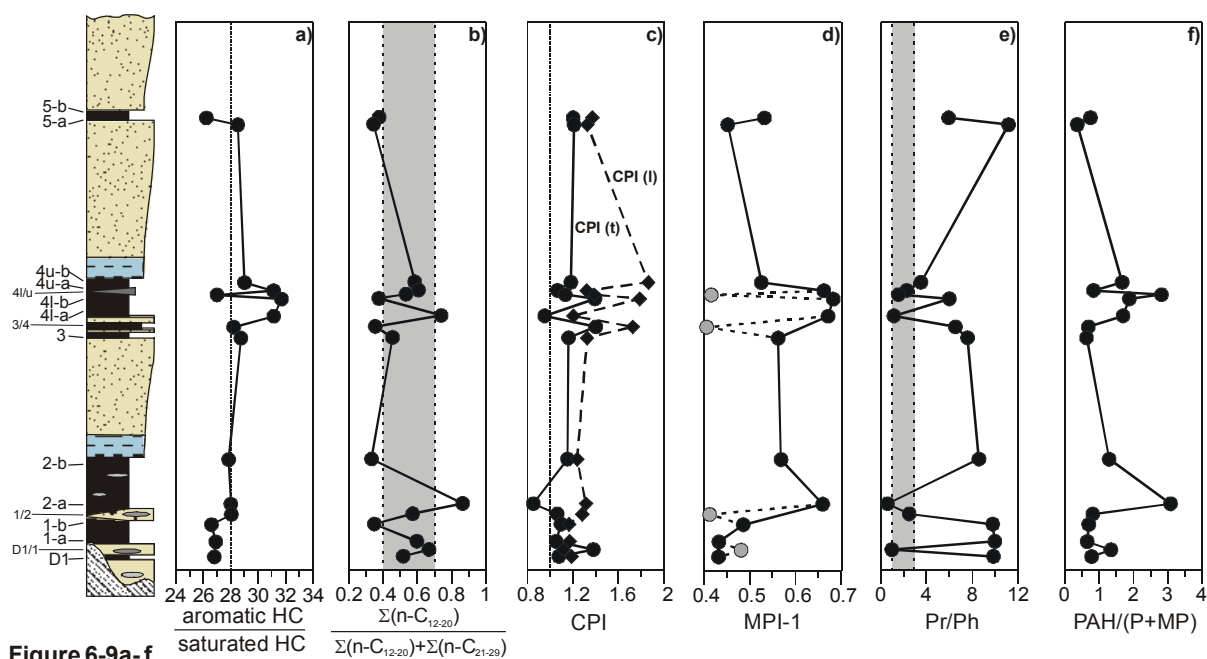 a)
b)
c)
d)
e)
f)
5-b
5-a
4u-b
4u-a
4l/u
4l-b
4l-a
3/4
3
2-b
2-a
1/2
1-b
1-a
D1/1
D1
CPI (l)
CPI (t)
24 26 28 30 32 34
0.2 0.4 0.6 0.8 1
0.8 1.2 1.6 2
0.4 0.5 0.6 0.7
0 4 8 12
0 1 2 3 4
aromatic HC
saturated HC
Σ(n-C12-20)
Σ(n-C12-20)+Σ(n-C21-29)
CPI
MPI-1
Pr/Ph
PAH/(P+MP)
Figure 6-9a-f